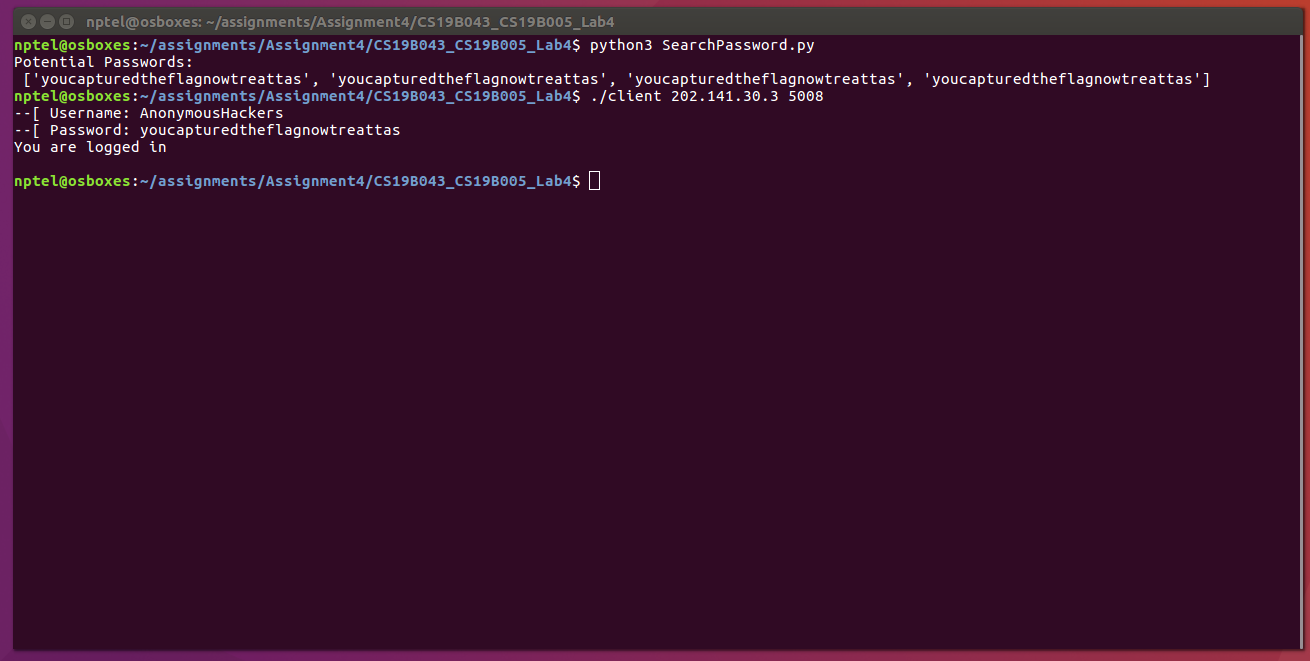 nptel@osboxes: ~/assignments/Assignment4/CS19B043_CS19B005_Lab4
nptel@osboxes:~/assignments/Assignment4/CS19B043_CS19B005_Lab4$ python3 SearchPassword.py
Potential Passwords:
['youcapturedtheflagnowtreattas', 'youcapturedtheflagnowtreattas', 'youcapturedtheflagnowtreattas', 'youcapturedtheflagnowtreattas']
nptel@osboxes:~/assignments/Assignment4/CS19B043_CS19B005_Lab4$ ./client 202.141.30.3 5008
--[ Username: AnonymousHackers
--[ Password: youcapturedtheflagnowtreattas
You are logged in
nptel@osboxes:~/assignments/Assignment4/CS19B043_CS19B005_Lab4$